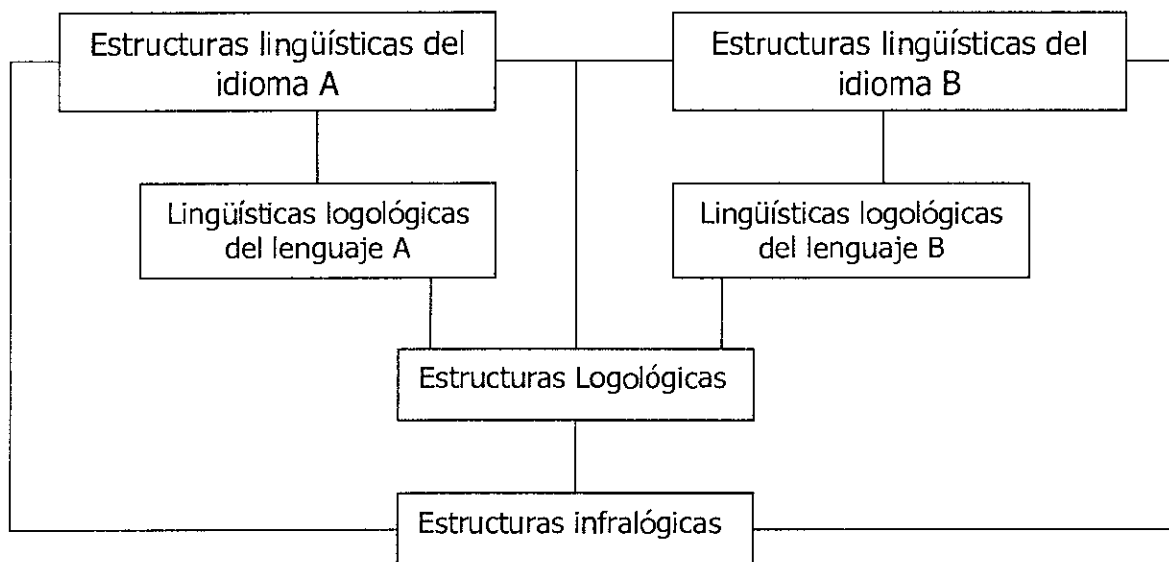 Estructuras lingüísticas del
idioma A
Estructuras lingüísticas del
idioma B
Lingüísticas logológicas
del lenguaje A
Lingüísticas logológicas
del lenguaje B
Estructuras Logológicas
Estructuras infralógicas